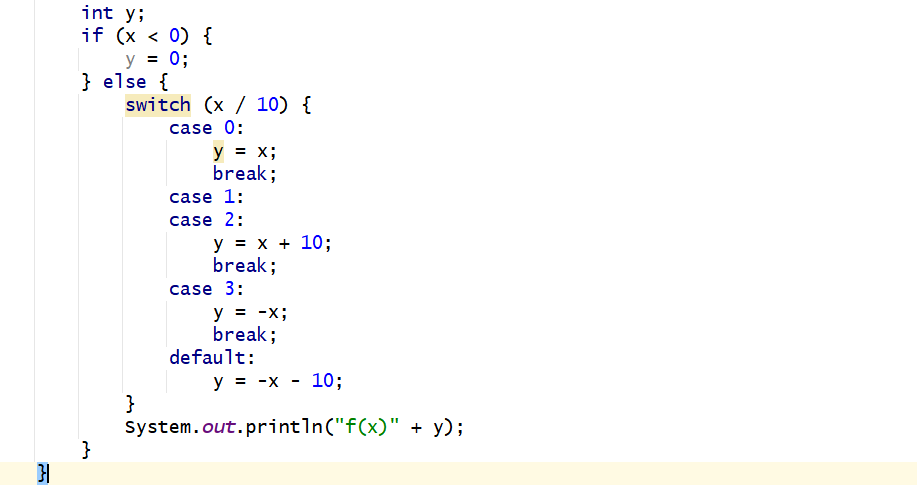 int y;
if (x < 0) {
    y = 0;
} else {
    switch (x / 10) {
        case 0:
            y = x;
            break;
        case 1:
        case 2:
            y = x + 10;
            break;
        case 3:
            y = -x;
            break;
        default:
            y = -x - 10;
    }
    System.out.println("f(x)" + y);
}
}